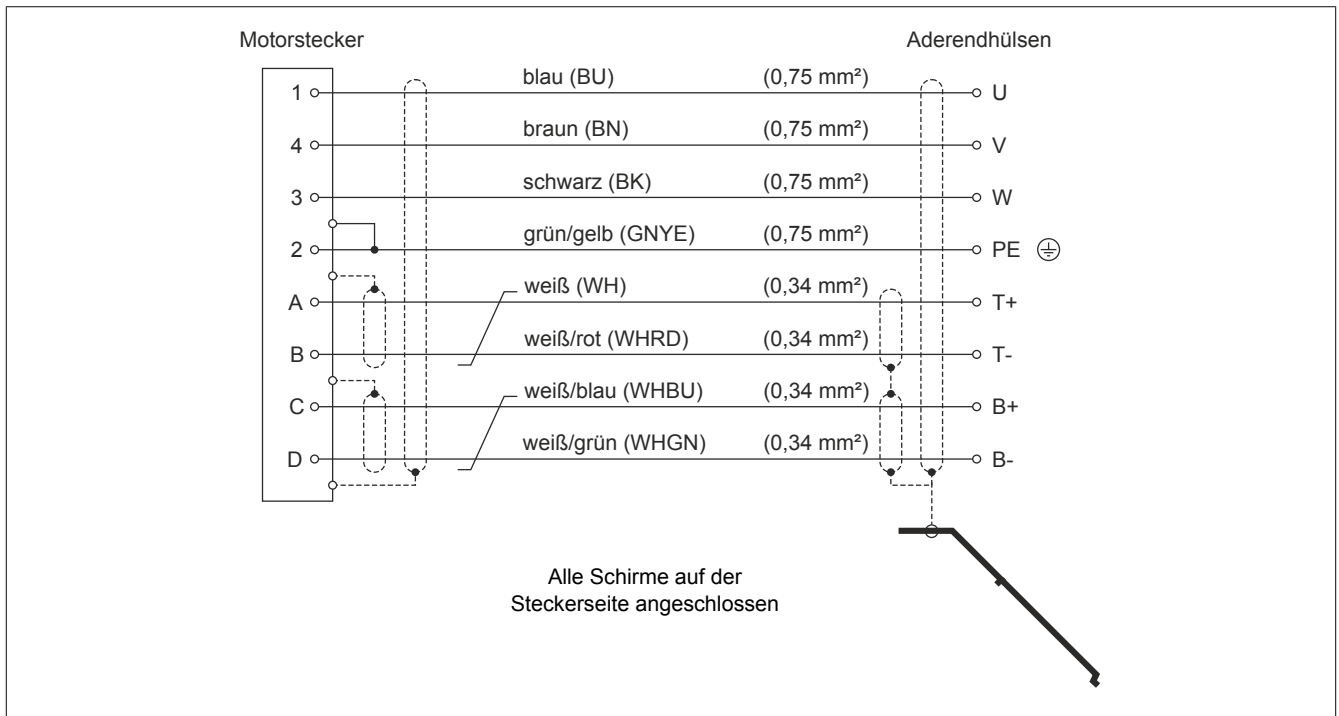 Motorstecker Aderendhülsen
1 blau (BU) (0,75 mm²) U
4 braun (BN) (0,75 mm²) V
3 schwarz (BK) (0,75 mm²) W
2 grün/gelb (GNYE) (0,75 mm²) PE
A weiß (WH) (0,34 mm²) T+
B weiß/rot (WHRD) (0,34 mm²) T-
C weiß/blau (WHBU) (0,34 mm²) B+
D weiß/grün (WHGN) (0,34 mm²) B-
Alle Schirme auf der
Steckerseite angeschlossen